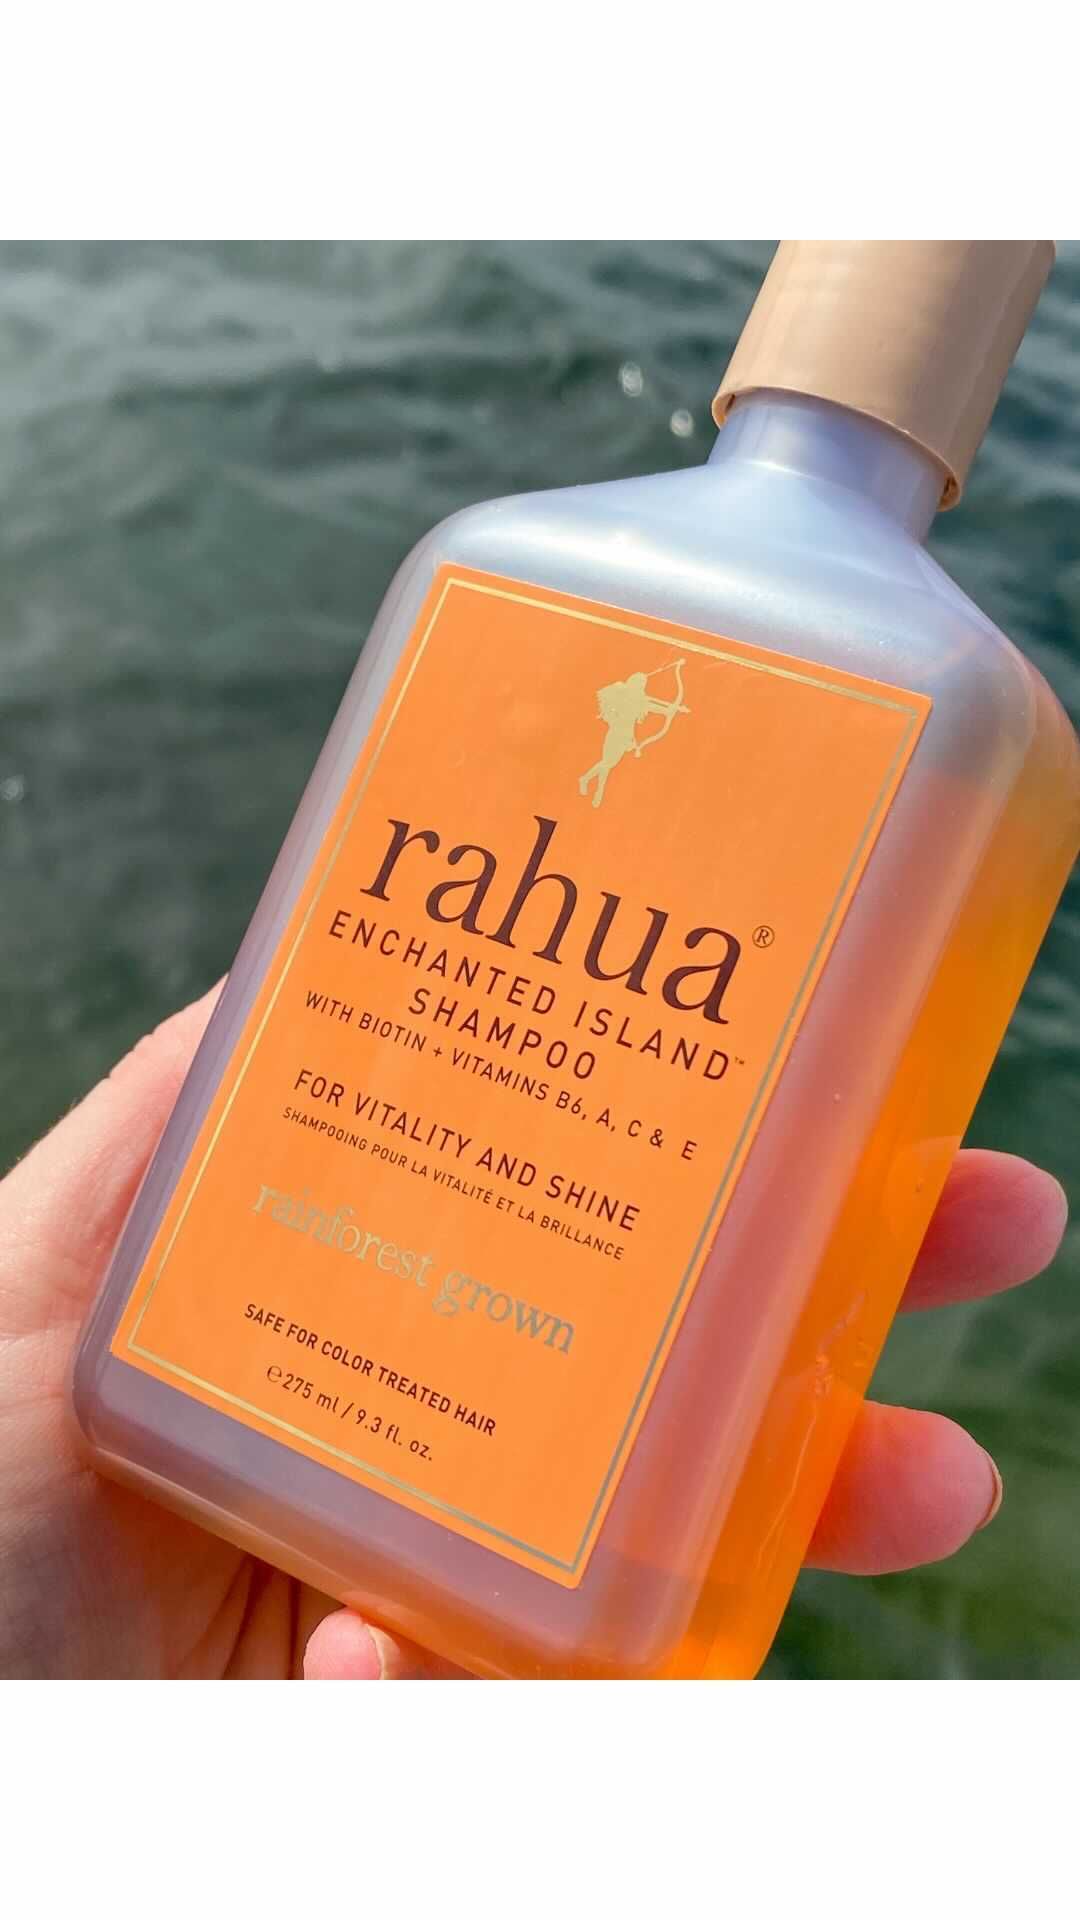 rahua®
ENCHANTED ISLAND™
SHAMPOO
WITH BIOTIN + VITAMINS B6, A, C & E
FOR VITALITY AND SHINE
SHAMPOOING POUR LA VITALITÉ ET LA BRILLANCE
rainforest grown
SAFE FOR COLOR TREATED HAIR
℮ 275 ml / 9.3 fl. oz.